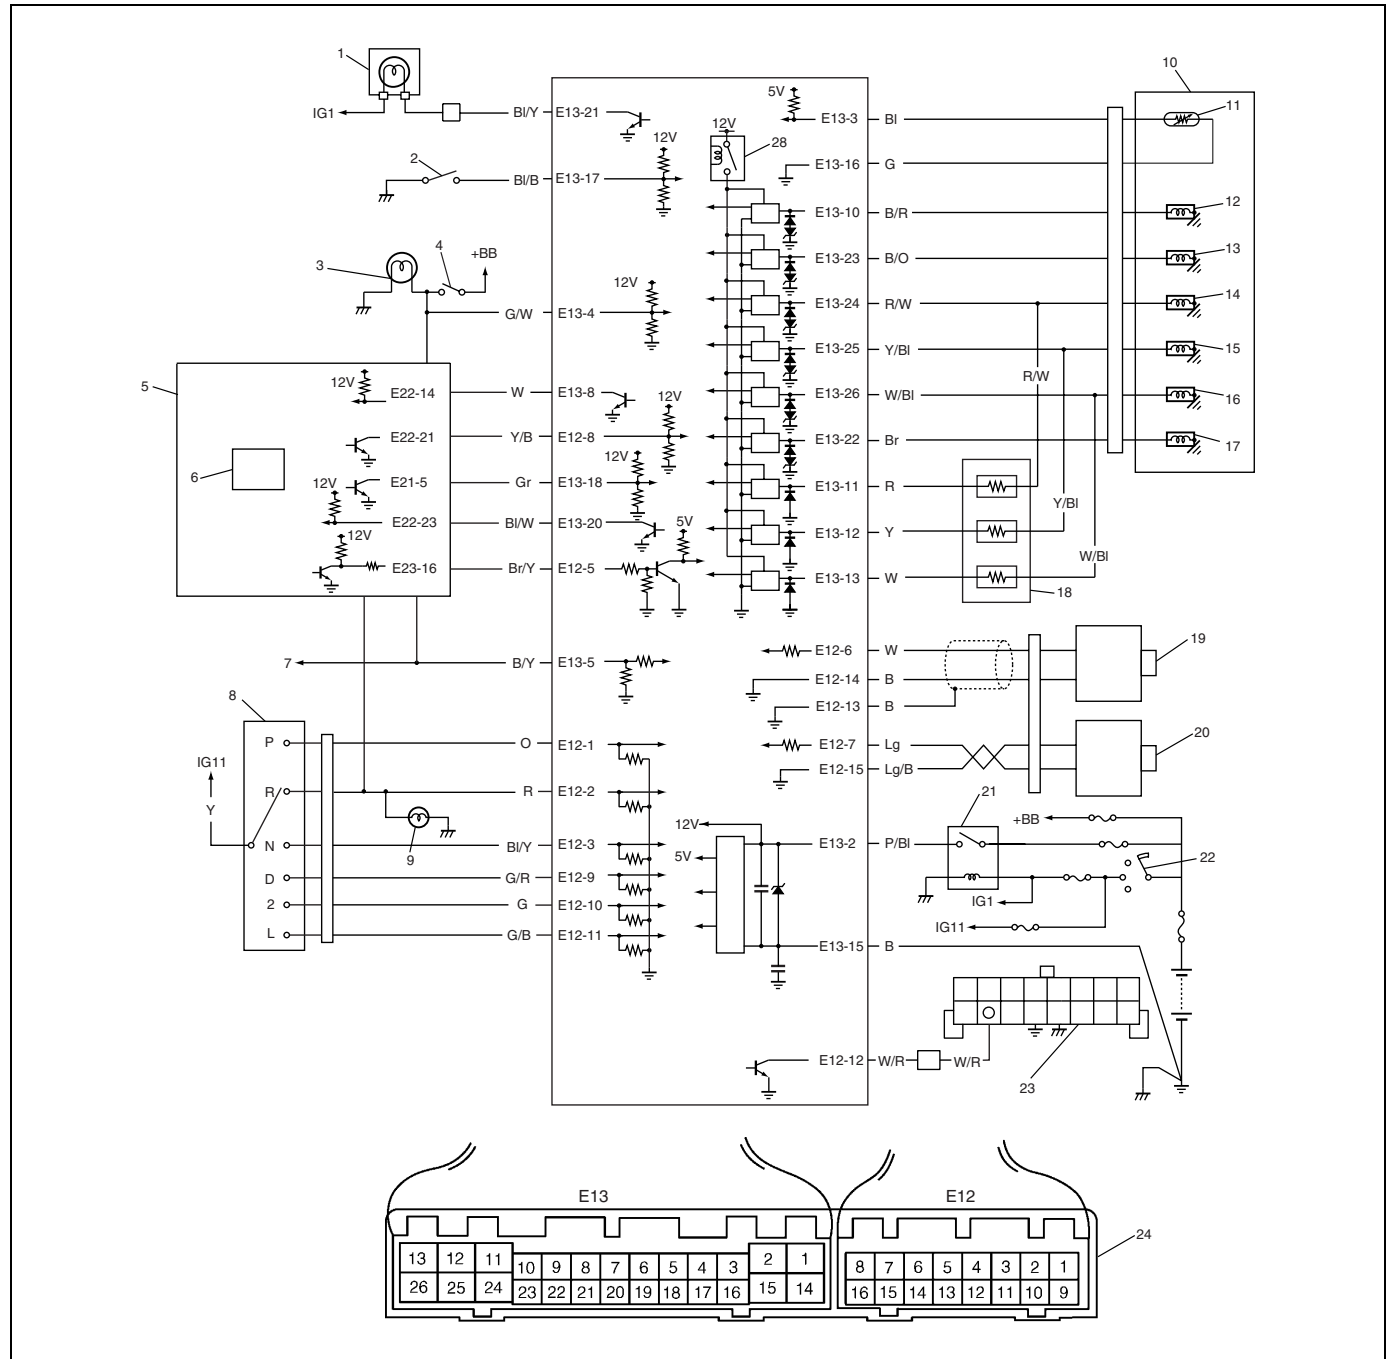 1
IG1
Bl/Y
E13-21
12V
2
Bl/B
E13-17
3
4
+BB
12V
G/W
E13-4
5
12V
E22-14
W
E13-8
E22-21
Y/B
E12-8
12V
6
E21-5
Gr
E13-18
12V
12V
E22-23
Bl/W
E13-20
5V
12V
E23-16
Br/Y
E12-5
7
B/Y
E13-5
8
P
O
E12-1
IG11
Y
R
R
E12-2
9
N
Bl/Y
E12-3
D
G/R
E12-9
2
G
E12-10
L
G/B
E12-11
5V
E13-3
Bl
12V
28
E13-16
G
E13-10
B/R
E13-23
B/O
E13-24
R/W
E13-25
Y/Bl
R/W
E13-26
W/Bl
E13-22
Br
E13-11
R
Y/Bl
E13-12
Y
W/Bl
E13-13
W
18
10
11
12
13
14
15
16
17
E12-6
W
E12-14
B
E12-13
B
19
E12-7
Lg
E12-15
Lg/B
20
12V
5V
E13-2
P/Bl
21
+BB
22
IG1
IG11
E13-15
B
E12-12
W/R
W/R
23
E13
E12
24
13 12 11 10 9 8 7 6 5 4 3 2 1
26 25 24 23 22 21 20 19 18 17 16 15 14
8 7 6 5 4 3 2 1
16 15 14 13 12 11 10 9